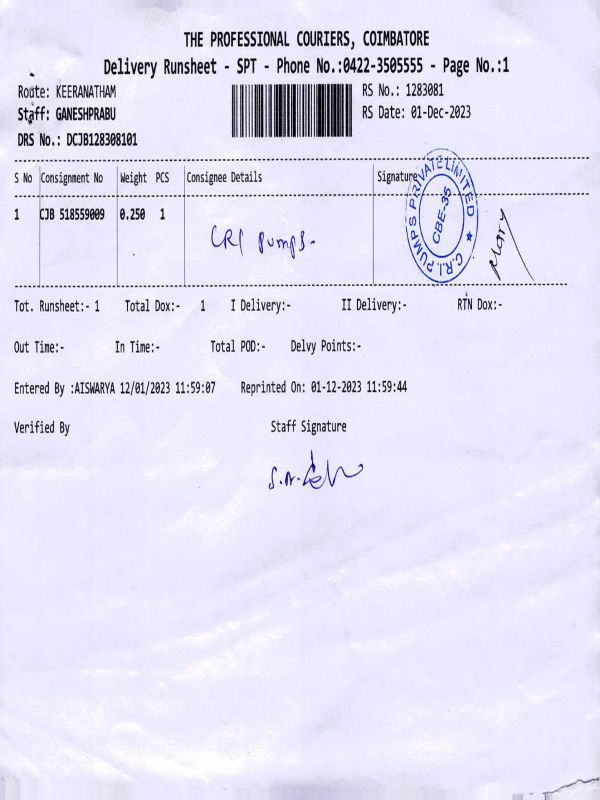 THE PROFESSIONAL COURIERS, COIMBATORE
Delivery Runsheet - SPT - Phone No.:0422-3505555 - Page No.:1
Route: KEERANATHAM RS No.: 1283081
Staff: GANESHPRABU RS Date: 01-Dec-2023
DRS No.: DCJB128308101
S No Consignment No Weight PCS Consignee Details Signature
1 CJB 518559009 0.250 1
CRI Pumps-
C.R.I. PUMPS PRIVATE LIMITED
CBE-35
Tot. Runsheet:- 1 Total Dox:- 1 I Delivery:- II Delivery:- RTN Dox:-
Out Time:- In Time:- Total POD:- Delvy Points:-
Entered By :AISWARYA 12/01/2023 11:59:07 Reprinted On: 01-12-2023 11:59:44
Verified By Staff Signature